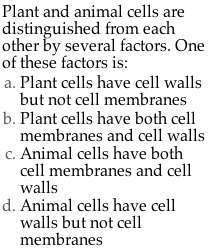 Plant and animal cells are
distinguished from each
other by several factors. One
of these factors is:
a. Plant cells have cell walls
but not cell membranes
b. Plant cells have both cell
membranes and cell walls
c. Animal cells have both
cell membranes and cell
walls
d. Animal cells have cell
walls but not cell
membranes